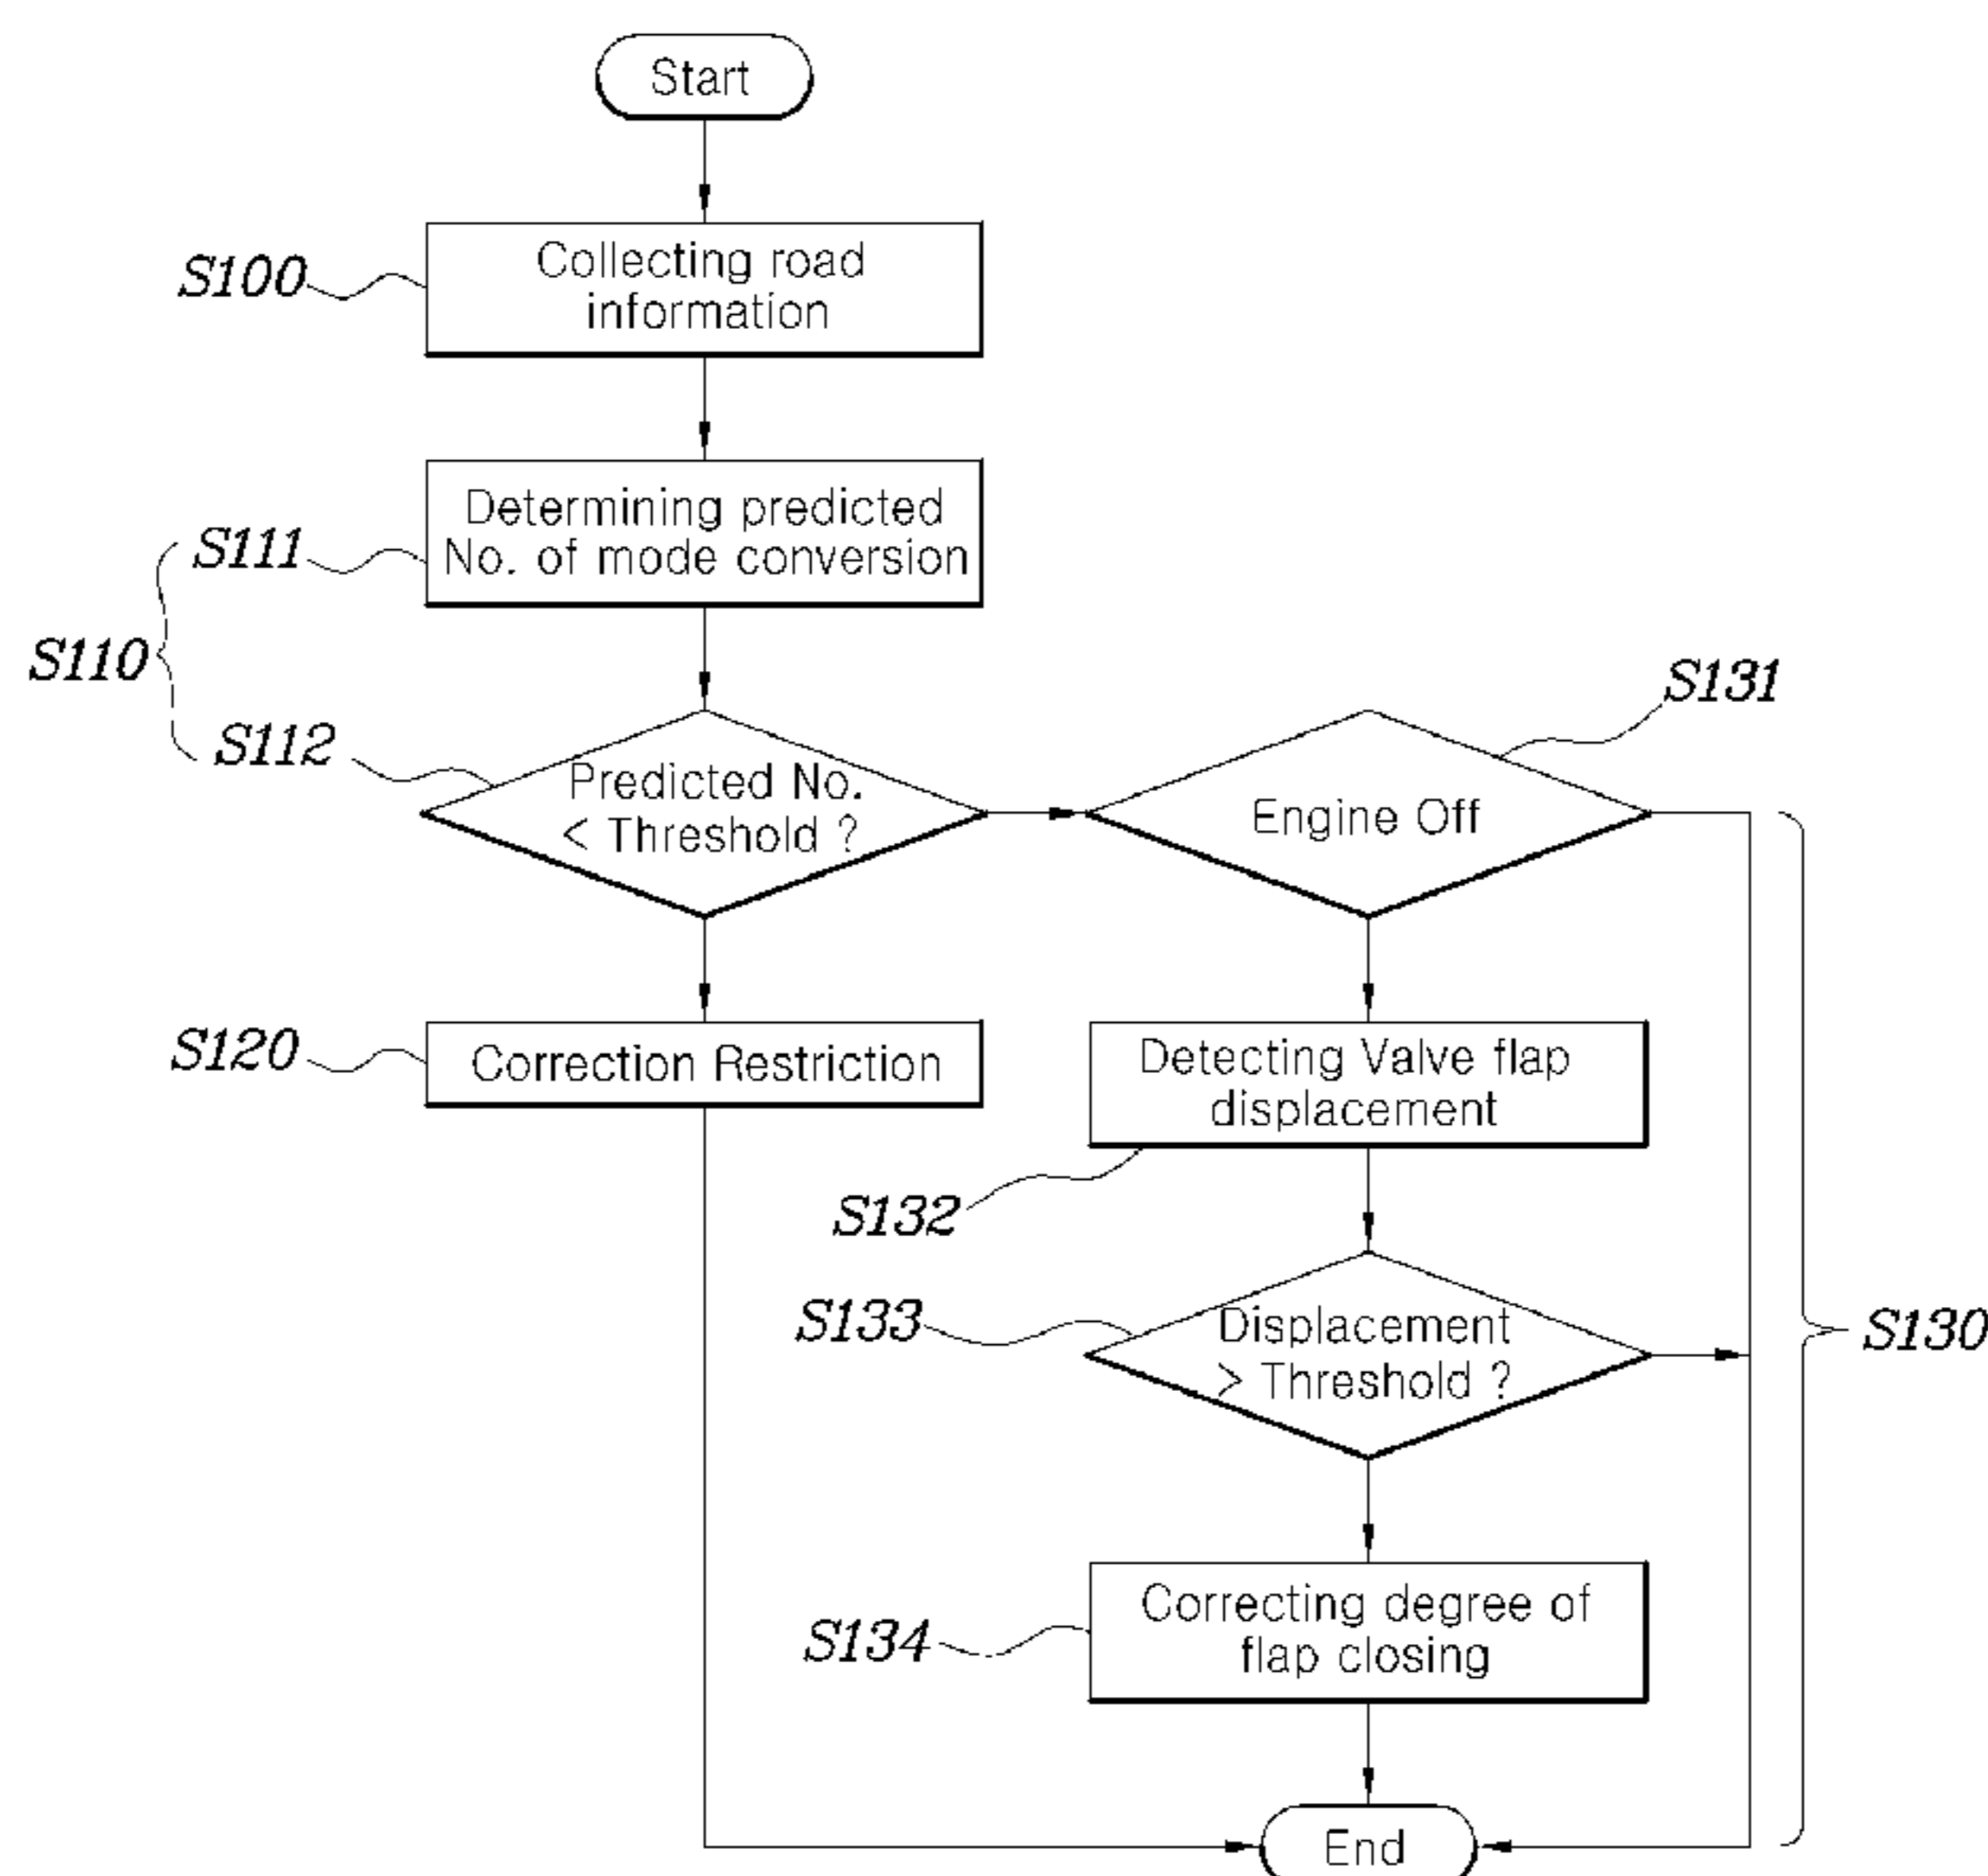 Start
S100
Collecting road
information
S111
Determining predicted
No. of mode conversion
S110
S112
Predicted No.
< Threshold ?
S131
Engine Off
S120
Correction Restriction
Detecting Valve flap
displacement
S132
S133
Displacement
> Threshold ?
S130
S134
Correcting degree of
flap closing
End